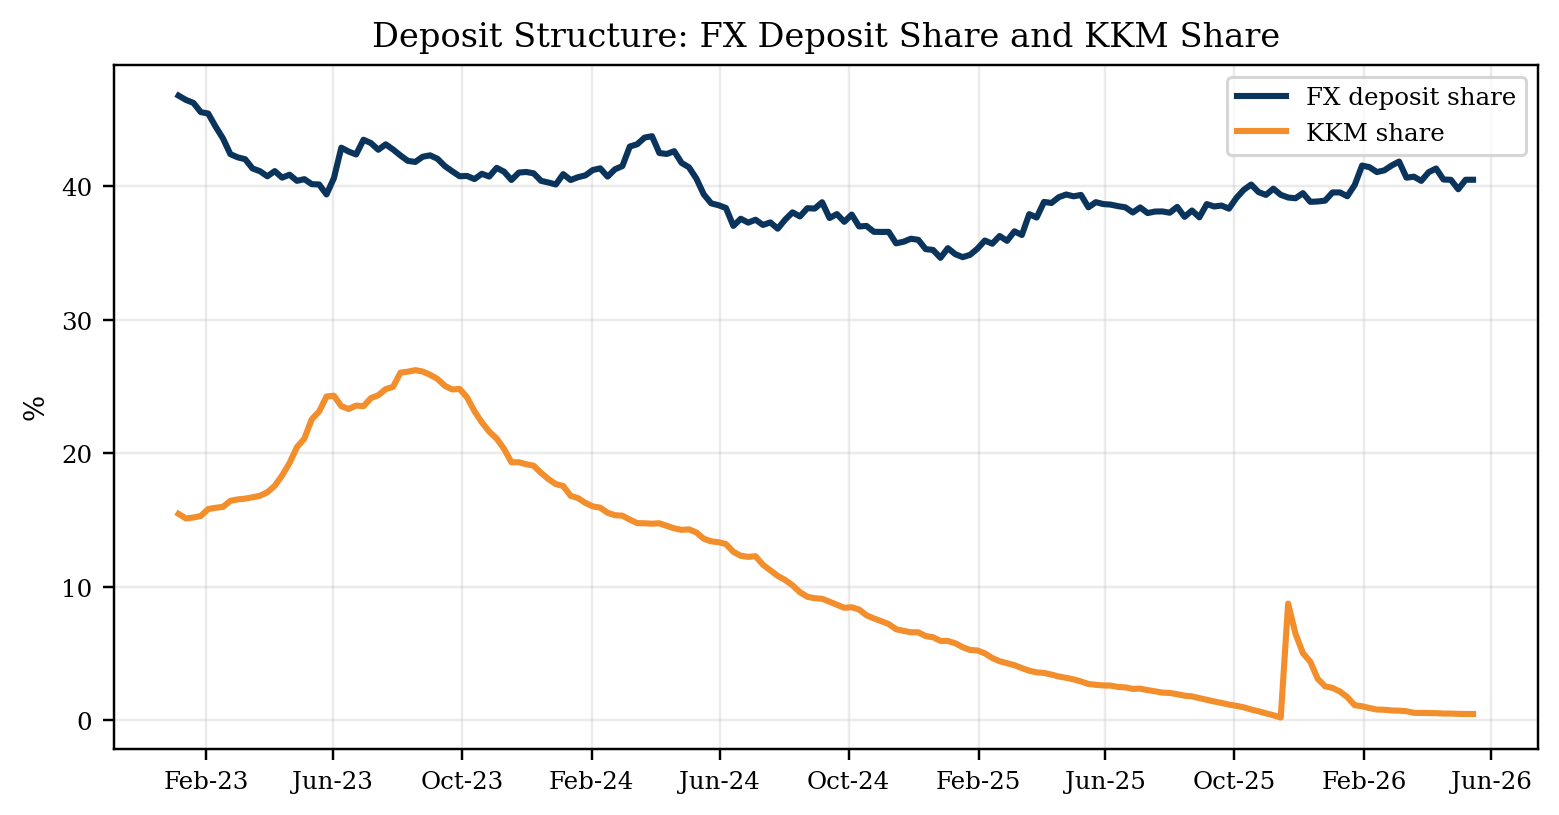 Deposit Structure: FX Deposit Share and KKM Share
FX deposit share
KKM share
%
40
30
20
10
0
Feb-23 Jun-23 Oct-23 Feb-24 Jun-24 Oct-24 Feb-25 Jun-25 Oct-25 Feb-26 Jun-26